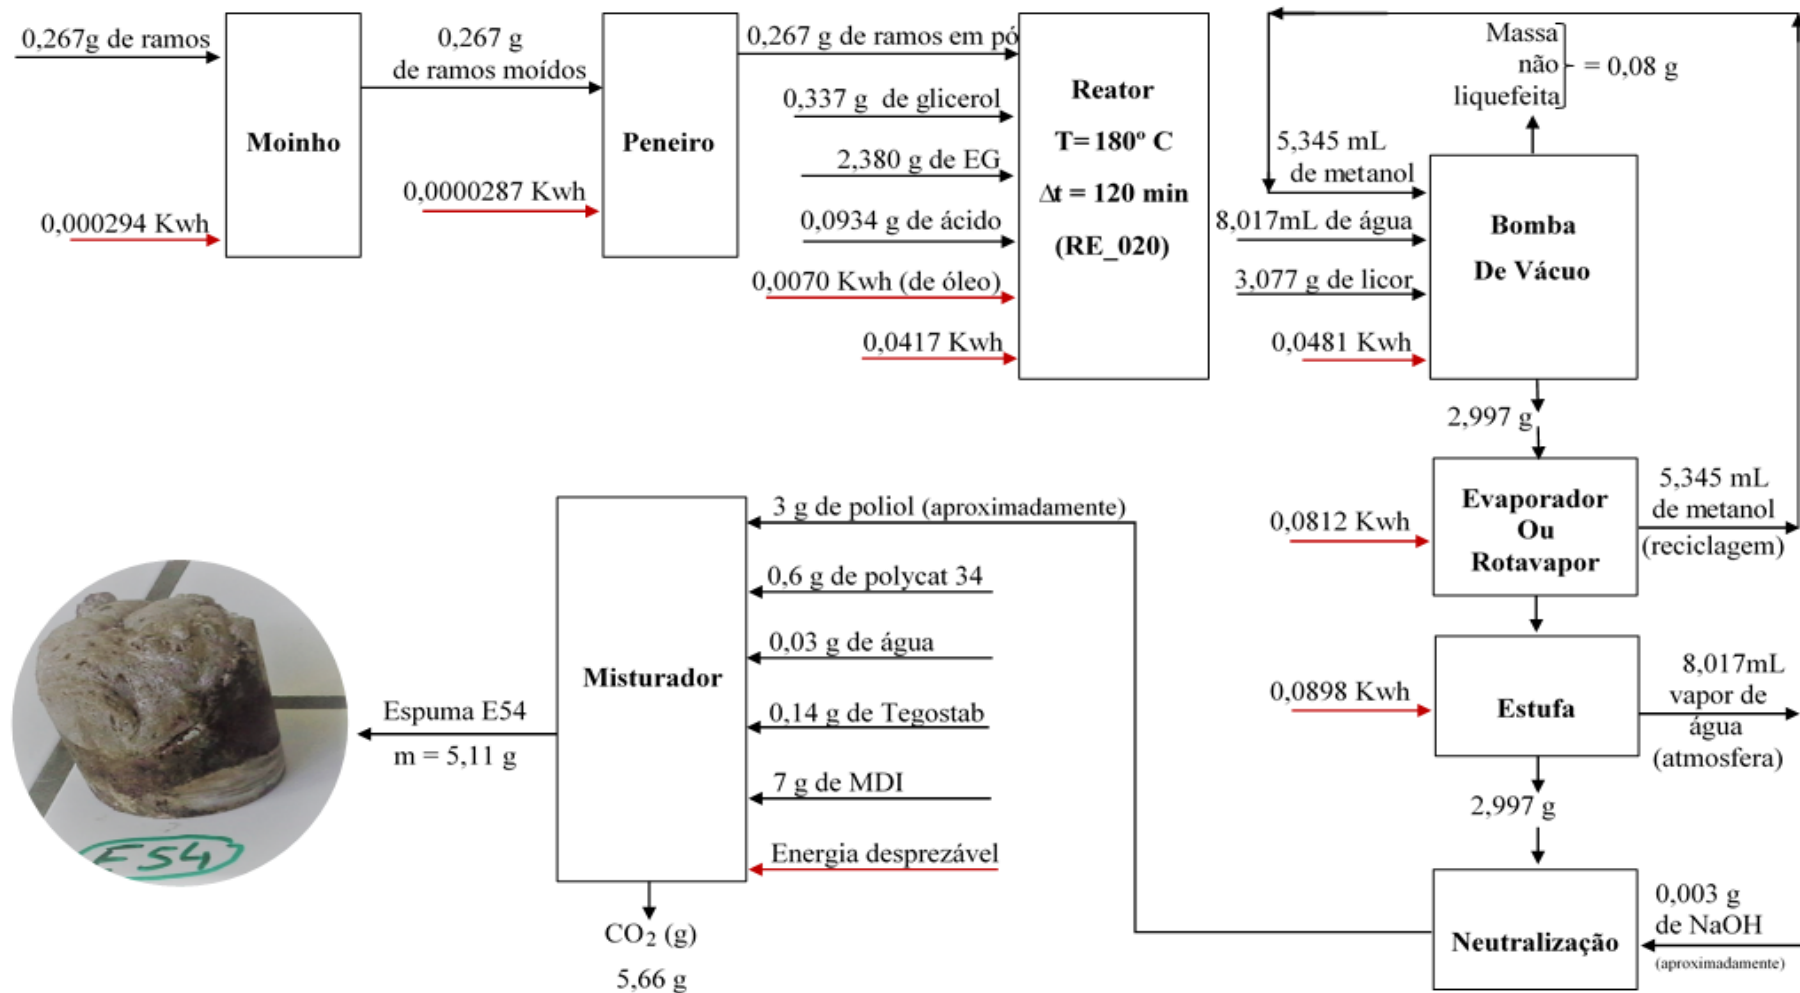 0,267g de ramos
0,000294 Kwh
Moinho
0,267 g
de ramos moídos
0,0000287 Kwh
Peneiro
0,267 g de ramos em pó
0,337 g de glicerol
2,380 g de EG
0,0934 g de ácido
0,0070 Kwh (de óleo)
0,0417 Kwh
Reator
T= 180º C
Δt = 120 min
(RE_020)
Massa
não
liquefeita
= 0,08 g
5,345 mL
de metanol
8,017mL de água
3,077 g de licor
0,0481 Kwh
Bomba
De Vácuo
2,997 g
0,0812 Kwh
Evaporador
Ou
Rotavapor
5,345 mL
de metanol
(reciclagem)
0,0898 Kwh
Estufa
8,017mL
vapor de
água
(atmosfera)
2,997 g
Neutralização
0,003 g
de NaOH
(aproximadamente)
3 g de poliol (aproximadamente)
0,6 g de polycat 34
0,03 g de água
0,14 g de Tegostab
7 g de MDI
Energia desprezável
Misturador
CO₂ (g)
5,66 g
Espuma E54
m = 5,11 g
E54